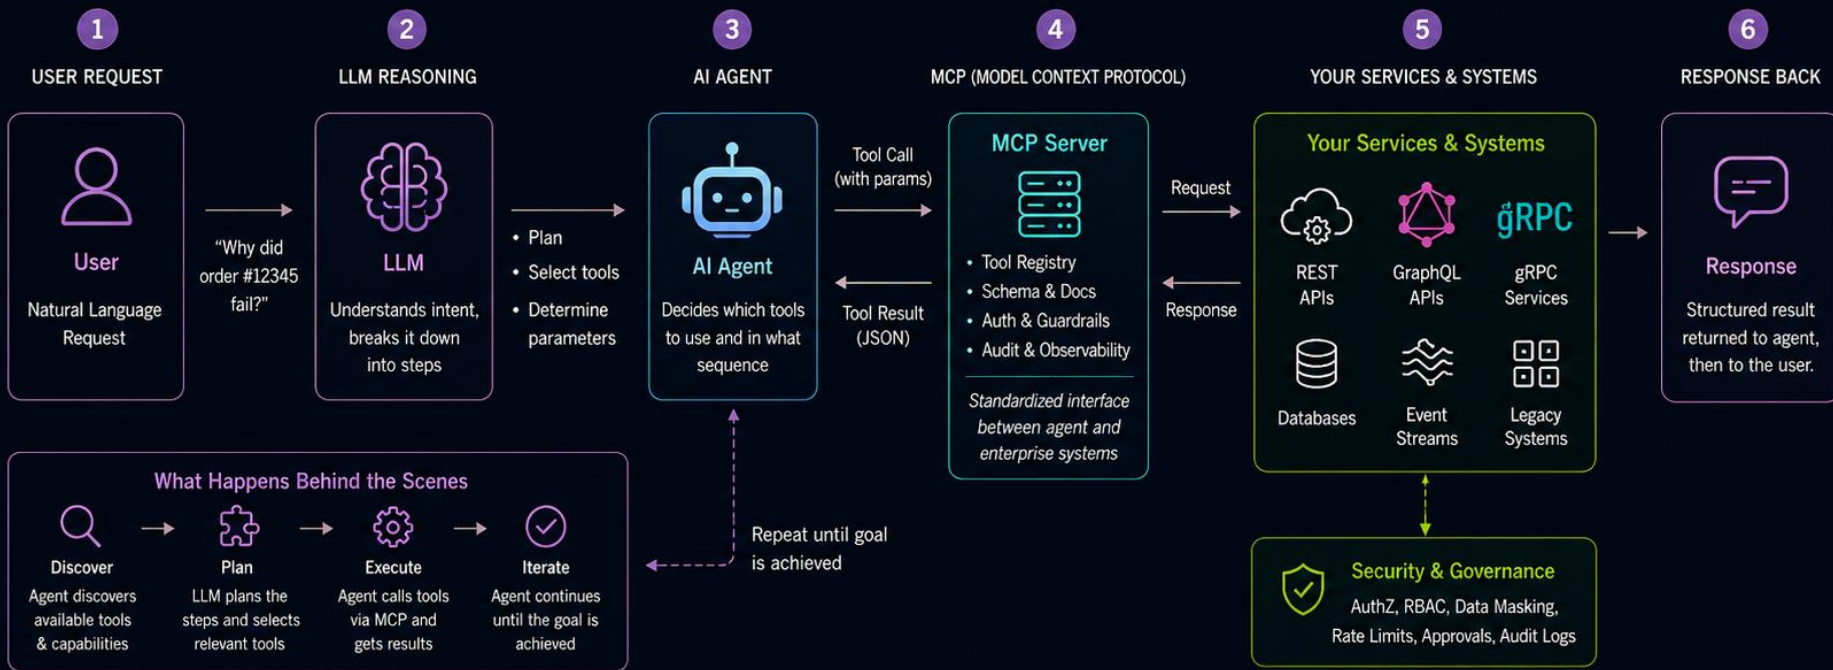 1
USER REQUEST
User
Natural Language
Request
“Why did
order #12345
fail?”
2
LLM REASONING
LLM
Understands intent,
breaks it down
into steps
• Plan
• Select tools
• Determine
parameters
3
AI AGENT
AI Agent
Decides which tools
to use and in what
sequence
Tool Call
(with params)
Tool Result
(JSON)
4
MCP (MODEL CONTEXT PROTOCOL)
MCP Server
• Tool Registry
• Schema & Docs
• Auth & Guardrails
• Audit & Observability
Standardized interface
between agent and
enterprise systems
Request
Response
5
YOUR SERVICES & SYSTEMS
Your Services & Systems
REST
APIs
GraphQL
APIs
gRPC
gRPC
Services
Databases
Event
Streams
Legacy
Systems
6
RESPONSE BACK
Response
Structured result
returned to agent,
then to the user.
What Happens Behind the Scenes
Discover
Agent discovers
available tools
& capabilities
Plan
LLM plans the
steps and selects
relevant tools
Execute
Agent calls tools
via MCP and
gets results
Iterate
Agent continues
until the goal is
achieved
Repeat until goal
is achieved
Security & Governance
AuthZ, RBAC, Data Masking,
Rate Limits, Approvals, Audit Logs